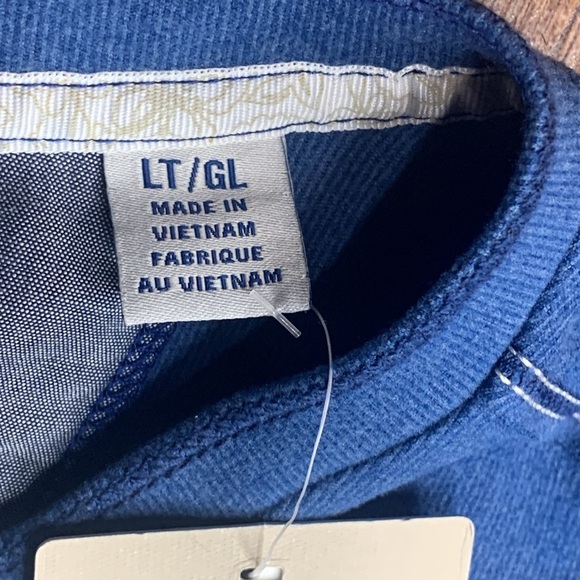 LT/GL
MADE IN
VIETNAM
FABRIQUE
AU VIETNAM